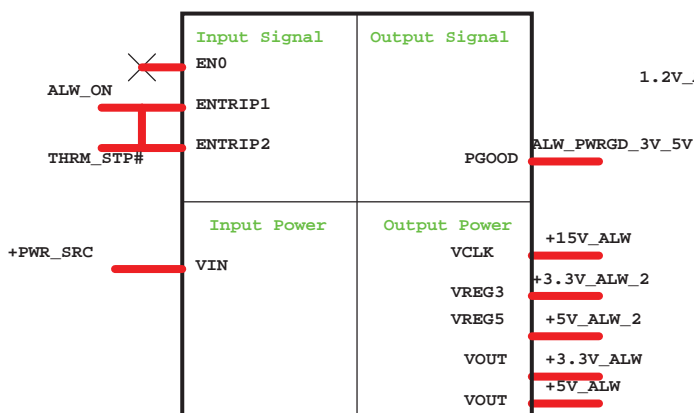 Input Signal
Output Signal
EN0
1.2V_
ALW_ON
ENTRIP1
ENTRIP2
THRM_STP#
ALW_PWRGD_3V_5V
PGOOD
Input Power
Output Power
+PWR_SRC
VIN
VCLK
+15V_ALW
VREG3
+3.3V_ALW_2
VREG5
+5V_ALW_2
VOUT
+3.3V_ALW
VOUT
+5V_ALW